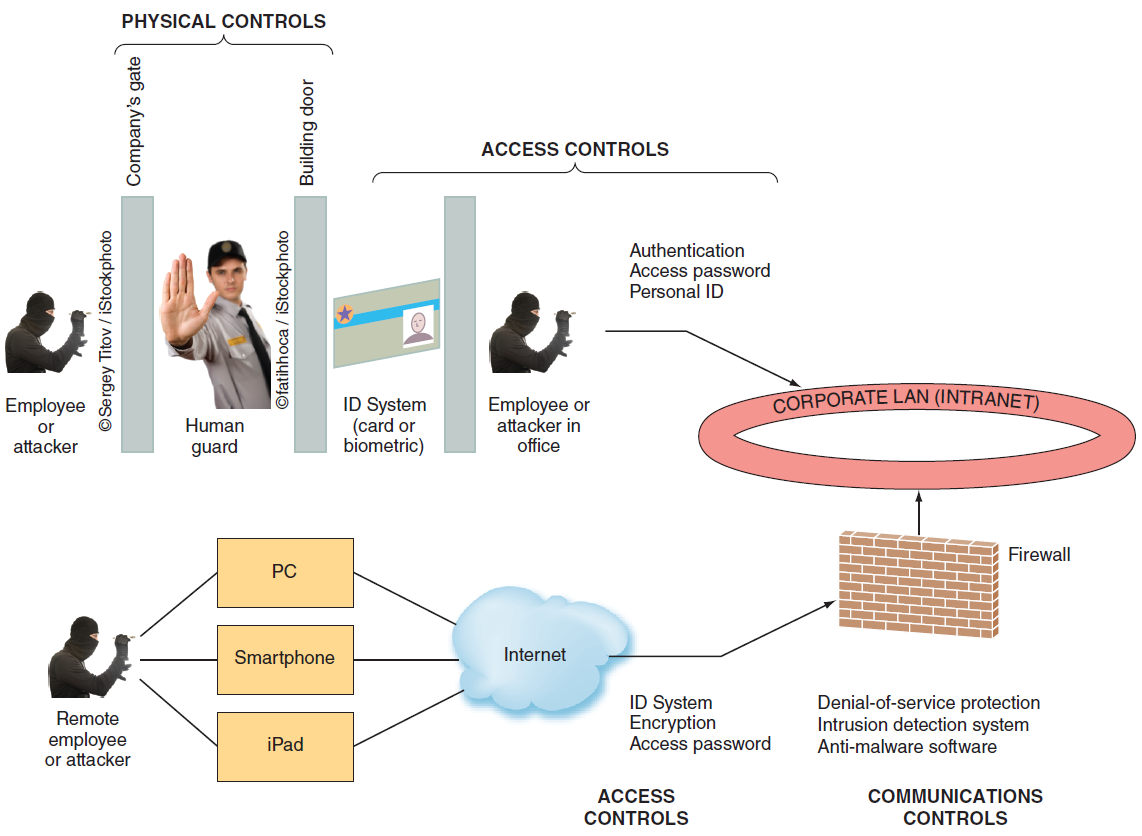 PHYSICAL CONTROLS
Company's gate
Building door
ACCESS CONTROLS
©Sergey Titov / iStockphoto
©fatihhoca / iStockphoto
Authentication
Access password
Personal ID
Employee
or
attacker
Human
guard
ID System
(card or
biometric)
Employee or
attacker in
office
CORPORATE LAN (INTRANET)
PC
Smartphone
iPad
Internet
Firewall
Remote
employee
or attacker
ID System
Encryption
Access password
Denial-of-service protection
Intrusion detection system
Anti-malware software
ACCESS
CONTROLS
COMMUNICATIONS
CONTROLS